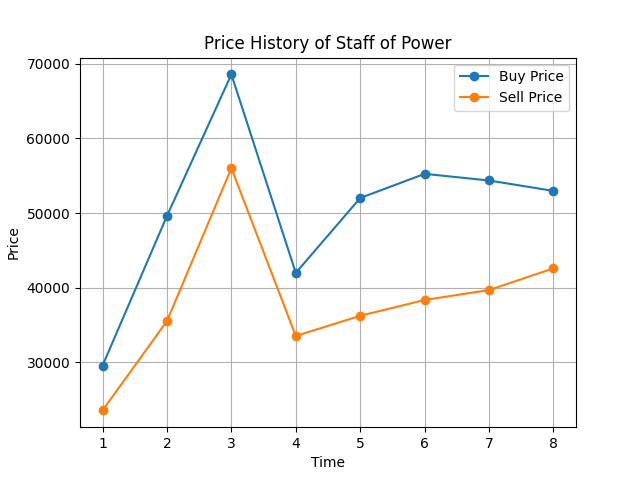 Price History of Staff of Power
70000
60000
50000
40000
30000
Price
Buy Price
Sell Price
1 2 3 4 5 6 7 8
Time